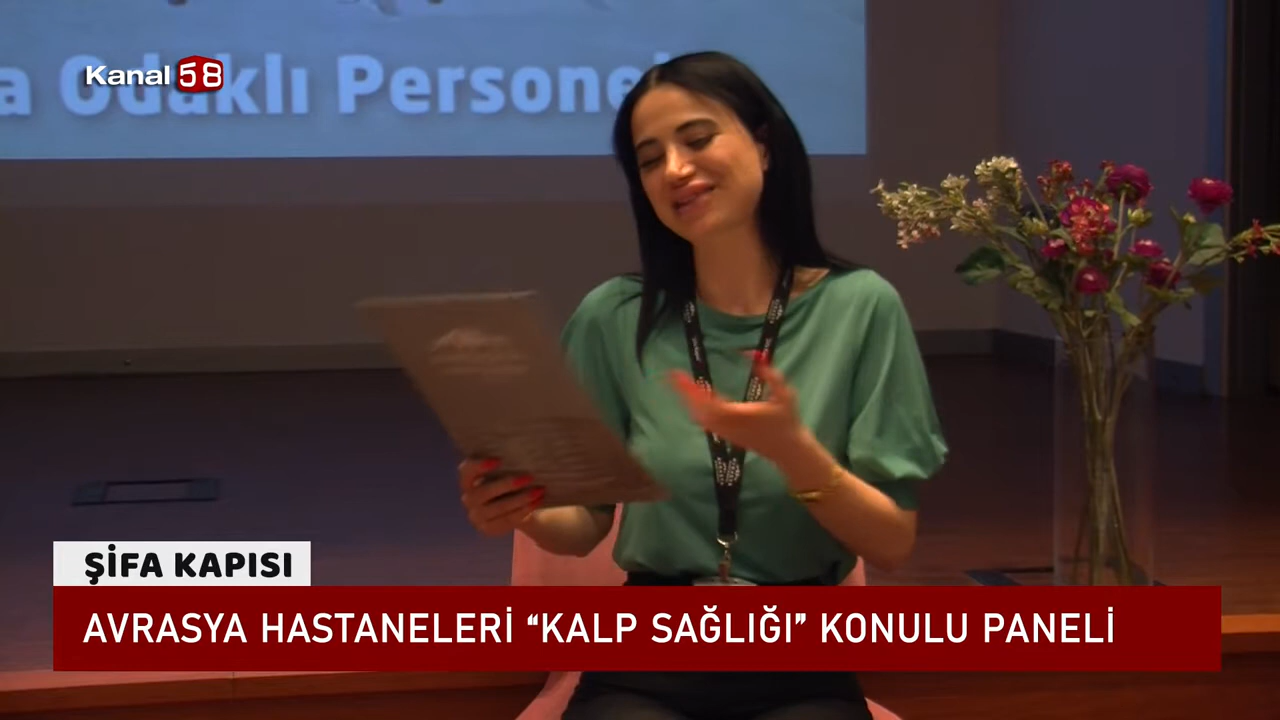 Kanal 58
a Odaklı Persone
ŞİFA KAPISI
AVRASYA HASTANELERİ “KALP SAĞLIĞI” KONULU PANELİ